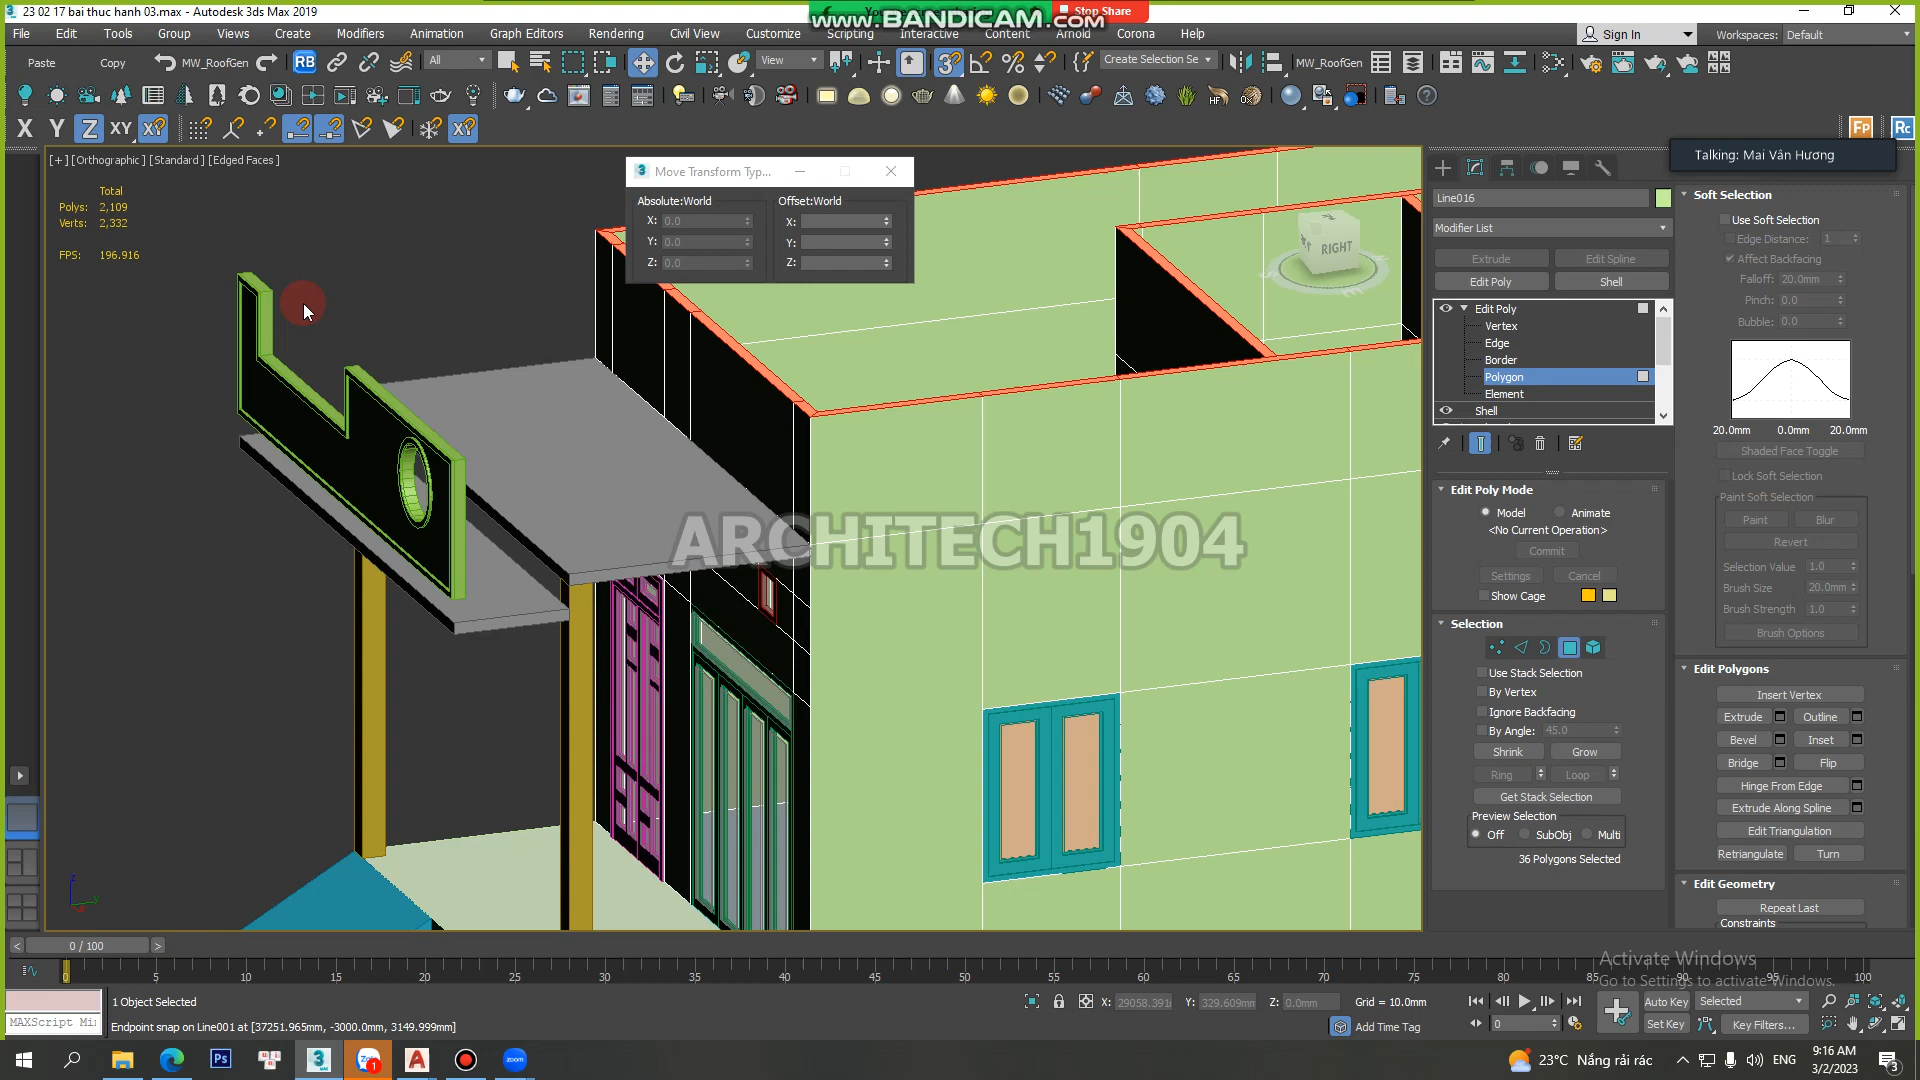 23 02 17 bai thuc hanh 03.max - Autodesk 3ds Max 2019
www.BANDICAM.com
Stop Share
File Edit Tools Group Views Create Modifiers Animation Graph Editors Rendering Civil View Customize Scripting Interactive Content Arnold Corona Help
Sign In
Workspaces: Default
Paste Copy MW_RoofGen RB All View Create Selection Se MW_RoofGen
X Y Z XY
Fp Rc
Talking: Mai Vân Hương
[+] [Orthographic] [Standard] [Edged Faces]
Total
Polys: 2,109
Verts: 2,332
FPS: 196.916
Move Transform Typ...
Absolute:World Offset:World
X: 0.0 X:
Y: 0.0 Y:
Z: 0.0 Z:
RIGHT
ARCHITECH1904
Line016
Modifier List
Extrude Edit Spline
Edit Poly Shell
Edit Poly
Vertex
Edge
Border
Polygon
Element
Shell
Edit Poly Mode
Model Animate
<No Current Operation>
Commit
Settings Cancel
Show Cage
Selection
Use Stack Selection
By Vertex
Ignore Backfacing
By Angle: 45.0
Shrink Grow
Ring Loop
Get Stack Selection
Preview Selection
Off SubObj Multi
36 Polygons Selected
Soft Selection
Use Soft Selection
Edge Distance: 1
Affect Backfacing
Falloff: 20.0mm
Pinch: 0.0
Bubble: 0.0
20.0mm 0.0mm 20.0mm
Shaded Face Toggle
Lock Soft Selection
Paint Soft Selection
Paint Blur
Revert
Selection Value 1.0
Brush Size 20.0mm
Brush Strength 1.0
Brush Options
Edit Polygons
Insert Vertex
Extrude Outline
Bevel Inset
Bridge Flip
Hinge From Edge
Extrude Along Spline
Edit Triangulation
Retriangulate Turn
Edit Geometry
Repeat Last
Constraints
0 / 100
0 5 10 15 20 25 30 35 40 45 50 55 60 65 70 75 80 85 90 95 100
Activate Windows
Go to Settings to activate Windows.
1 Object Selected
X: 29058.391 Y: 329.609mm Z: 0.0mm Grid = 10.0mm
Auto Key Selected
MAXScript Mi
Endpoint snap on Line001 at [37251.965mm, -3000.0mm, 3149.999mm]
Add Time Tag
0
Set Key Key Filters...
23°C Nắng rải rác
ENG
9:16 AM
3/2/2023